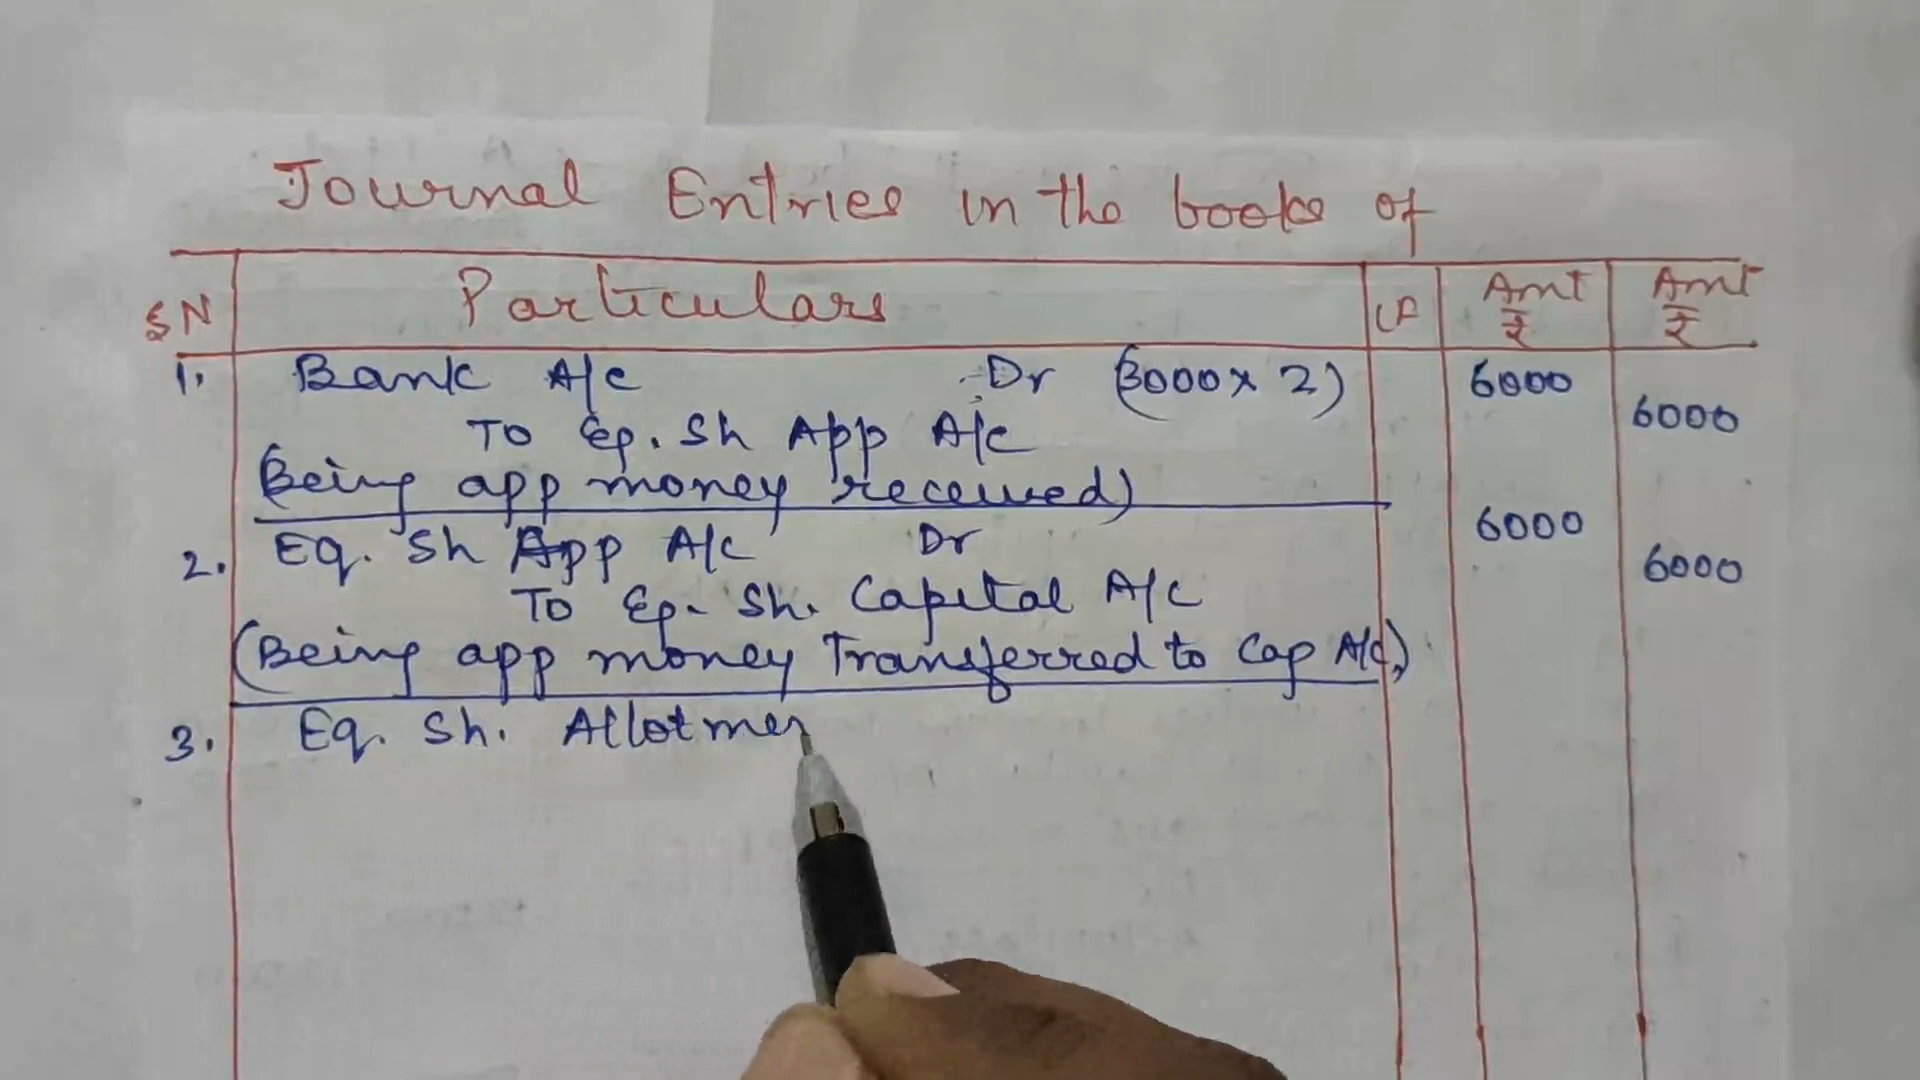 Journal Entries in the books of
SN Particulars LF Amt ₹ Amt ₹
1. Bank A/c Dr (3000 x 2) 6000
To Eq. Sh App A/c 6000
(Being app money received)
2. Eq. Sh App A/c Dr 6000
To Eq. Sh. Capital A/c 6000
(Being app money Transferred to Cap A/c)
3. Eq. Sh. Allotmen